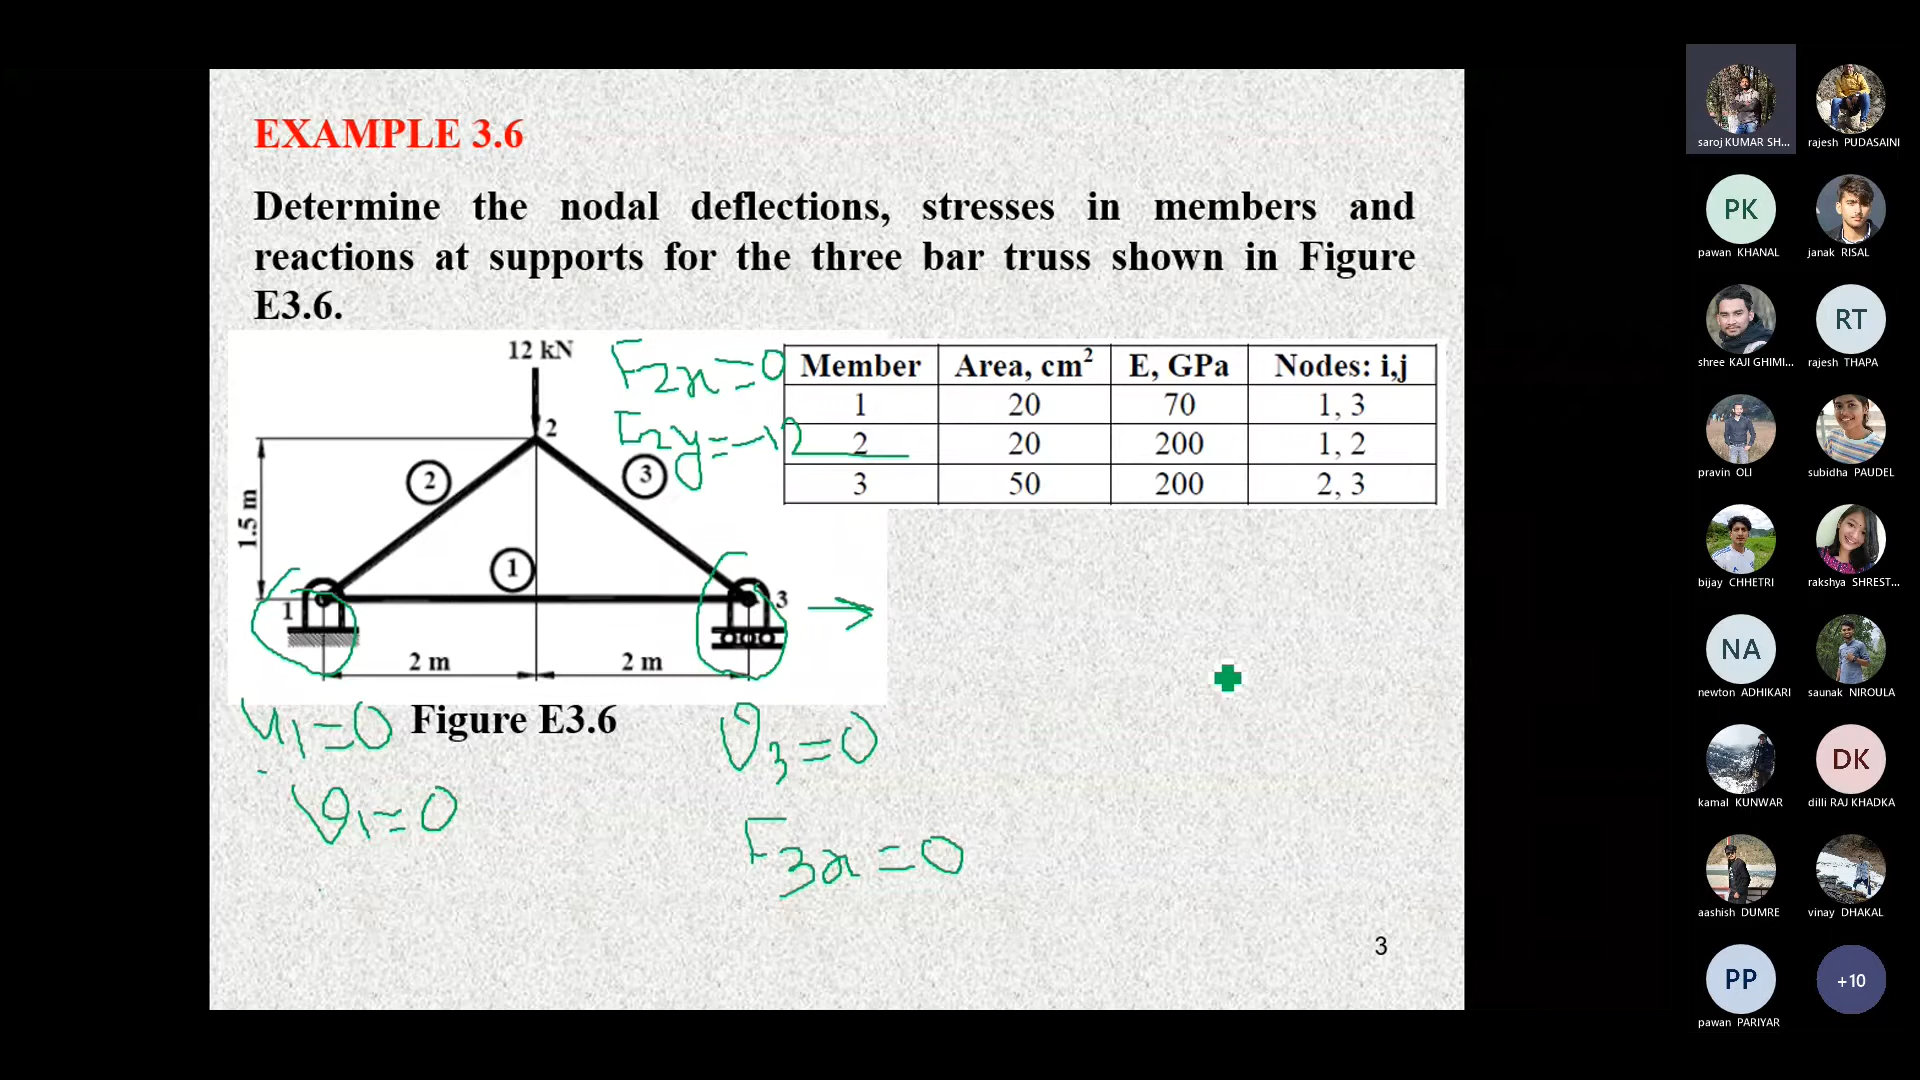 EXAMPLE 3.6
Determine the nodal deflections, stresses in members and
reactions at supports for the three bar truss shown in Figure
E3.6.
12 kN
2
2
3
1.5 m
1
1
3
2 m
2 m
F2x=0
F2y=-12
Member Area, cm² E, GPa Nodes: i,j
1 20 70 1, 3
2 20 200 1, 2
3 50 200 2, 3
Figure E3.6
u1=0
v1=0
v3=0
F3x=0
3
saroj KUMAR SH...
rajesh PUDASAINI
PK
pawan KHANAL
janak RISAL
shree KAJI GHIMI...
RT
rajesh THAPA
pravin OLI
subidha PAUDEL
bijay CHHETRI
rakshya SHREST...
NA
newton ADHIKARI
saunak NIROULA
kamal KUNWAR
DK
dilli RAJ KHADKA
aashish DUMRE
vinay DHAKAL
PP
pawan PARIYAR
+10